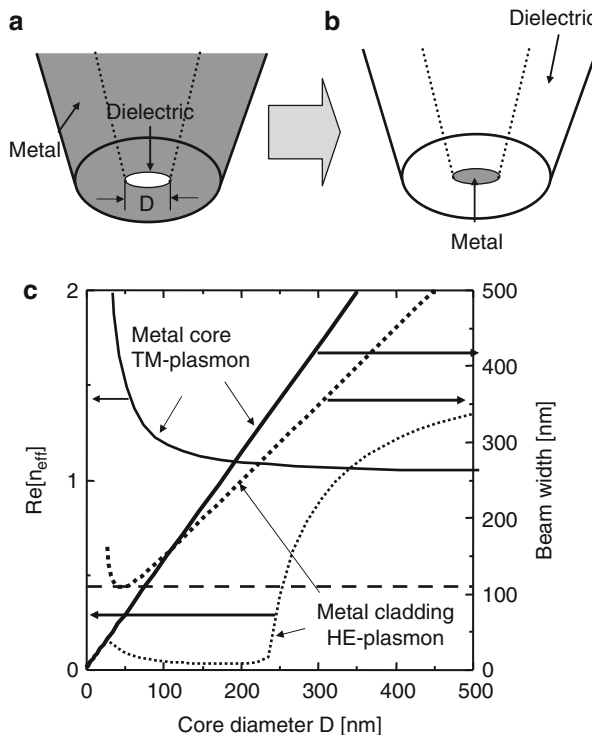 a
Dielectric
Metal
D
b
Dielectric
Metal
c
2
1
0
Re[n_eff]
Metal core
TM-plasmon
Metal cladding
HE-plasmon
500
400
300
200
100
0
Beam width [nm]
0 100 200 300 400 500
Core diameter D [nm]